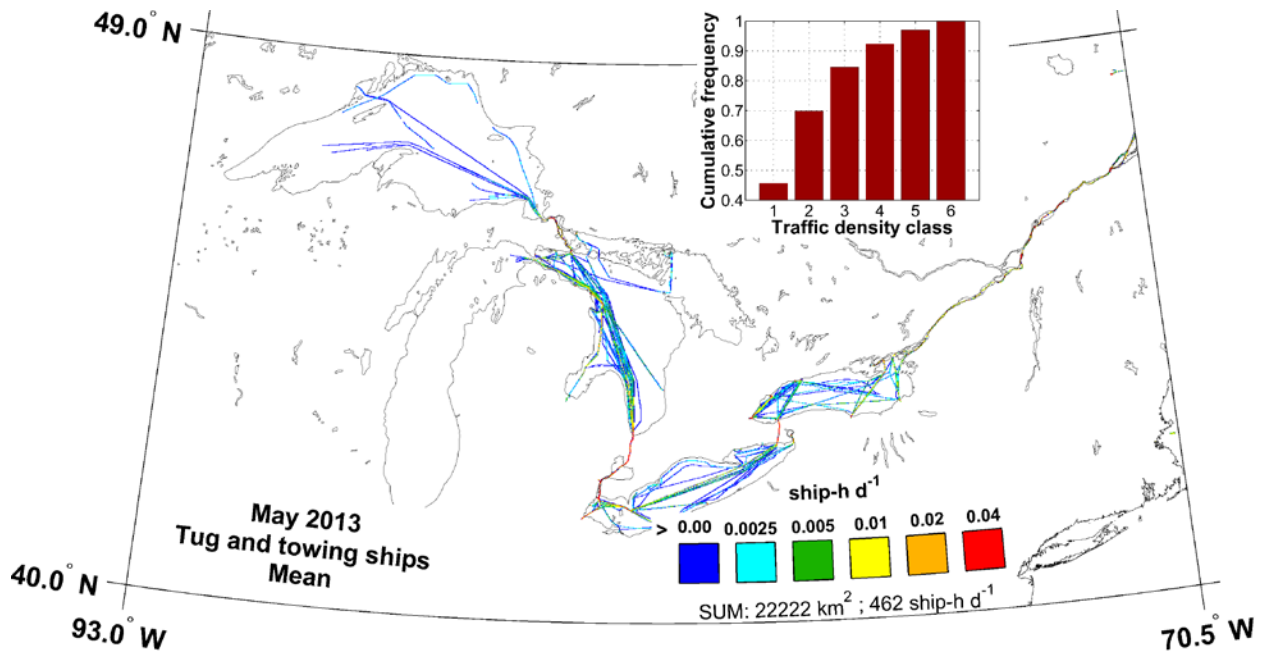 49.0° N
1
0.9
0.8
0.7
0.6
0.5
0.4
Cumulative frequency
1 2 3 4 5 6
Traffic density class
May 2013
Tug and towing ships
Mean
ship-h d⁻¹
> 0.00 0.0025 0.005 0.01 0.02 0.04
SUM: 22222 km² ; 462 ship-h d⁻¹
40.0° N
93.0° W
70.5° W